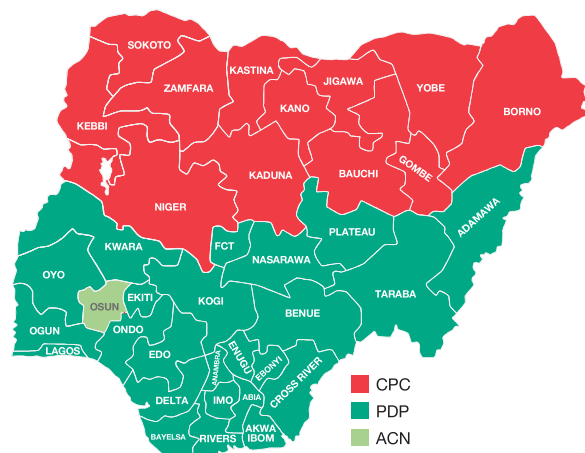 SOKOTO
ZAMFARA
KASTINA
JIGAWA
KANO
YOBE
BORNO
KEBBI
KADUNA
BAUCHI
GOMBE
NIGER
ADAMAWA
KWARA
FCT
PLATEAU
NASARAWA
OYO
TARABA
OSUN
EKITI
KOGI
BENUE
OGUN
ONDO
LAGOS
EDO
ENUGU
ANAMBRA
EBONYI
CROSS RIVER
DELTA
IMO
ABIA
BAYELSA
RIVERS
AKWA
IBOM
CPC
PDP
ACN